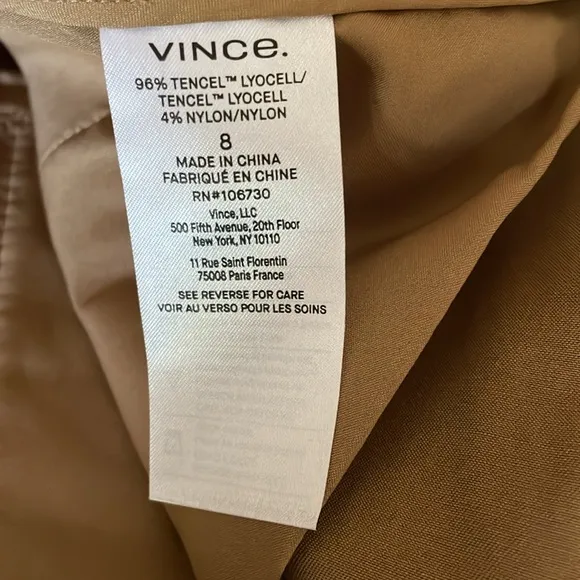 VINCE.
96% TENCEL™ LYOCELL/
TENCEL™ LYOCELL
4% NYLON/NYLON
8
MADE IN CHINA
FABRIQUÉ EN CHINE
RN#106730
Vince, LLC
500 Fifth Avenue, 20th Floor
New York, NY 10110
11 Rue Saint Florentin
75008 Paris France
SEE REVERSE FOR CARE
VOIR AU VERSO POUR LES SOINS